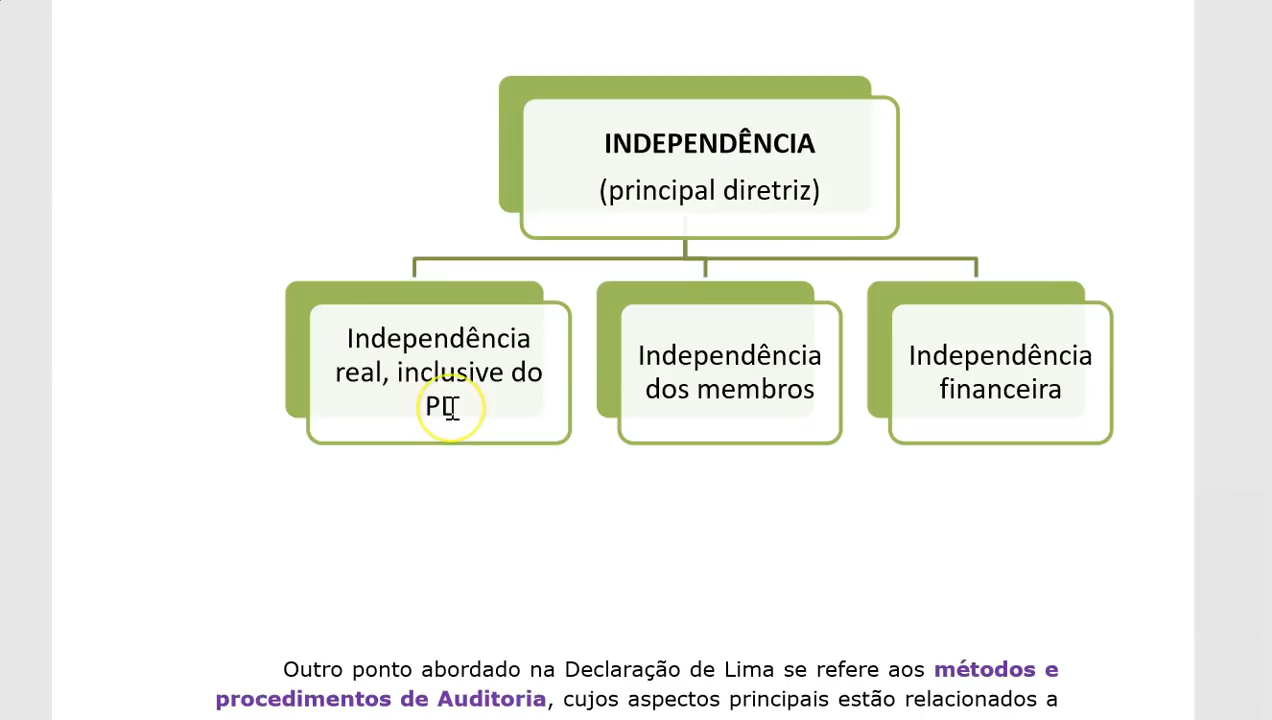 INDEPENDÊNCIA
(principal diretriz)
Independência
real, inclusive do
PL
Independência
dos membros
Independência
financeira
Outro ponto abordado na Declaração de Lima se refere aos métodos e
procedimentos de Auditoria, cujos aspectos principais estão relacionados a